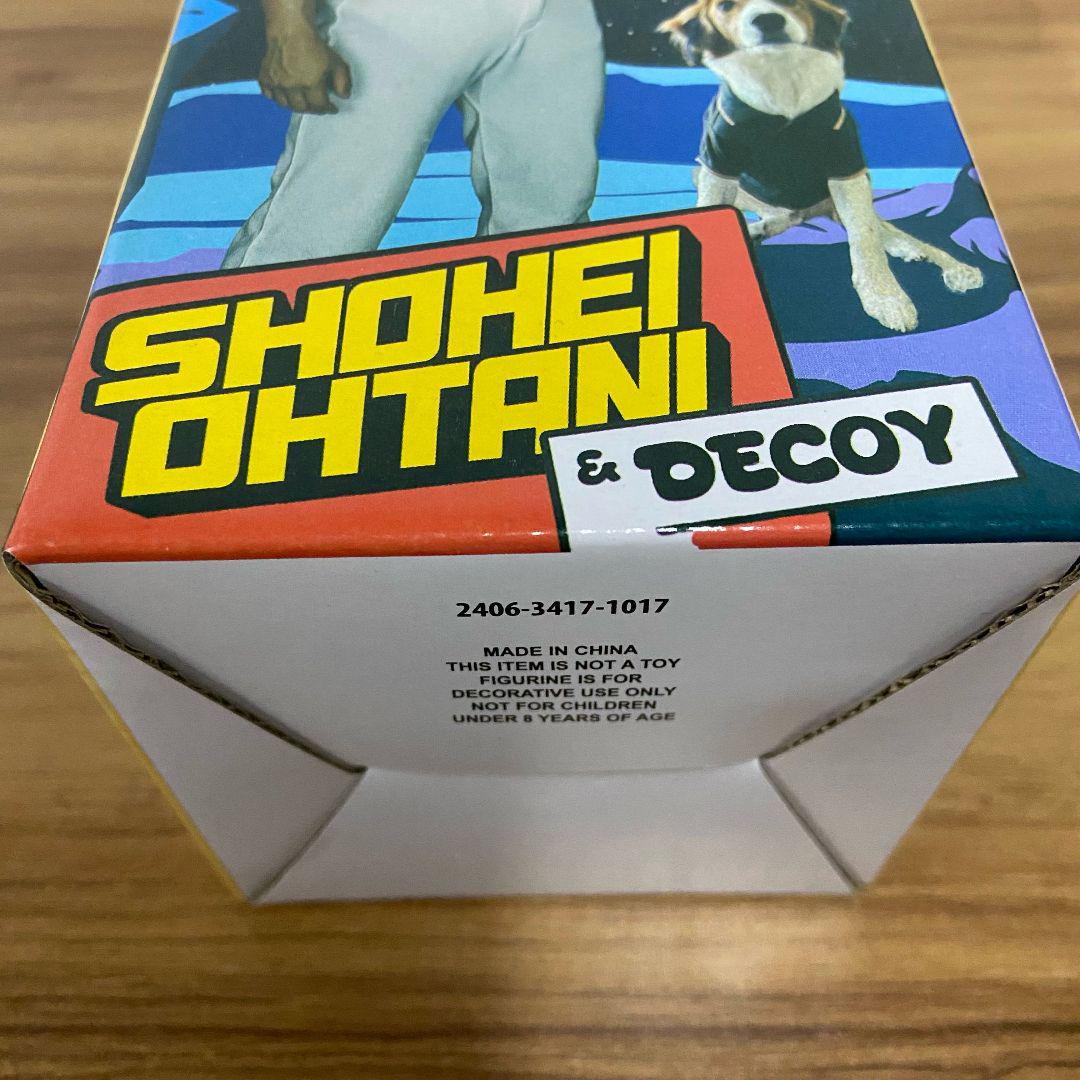 SHOHEI
OHTANI
& DECOY
2406-3417-1017
MADE IN CHINA
THIS ITEM IS NOT A TOY
FIGURINE IS FOR
DECORATIVE USE ONLY
NOT FOR CHILDREN
UNDER 8 YEARS OF AGE